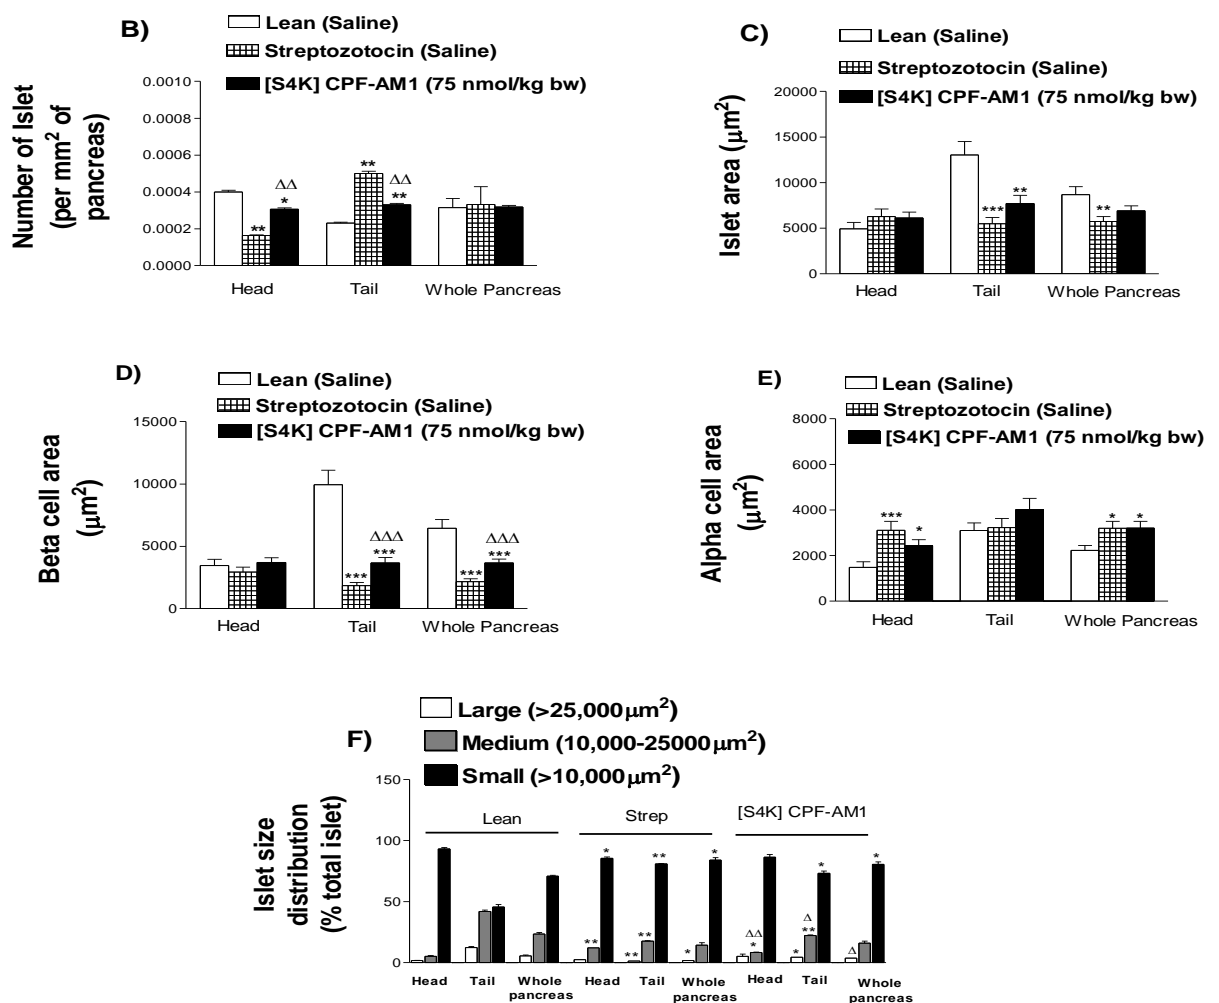 B)
Lean (Saline)
Streptozotocin (Saline)
[S4K] CPF-AM1 (75 nmol/kg bw)
Number of Islet
(per mm² of
pancreas)
0.0010
0.0008
0.0006
0.0004
0.0002
0.0000
**
ΔΔ
*
**
ΔΔ
**
Head
Tail
Whole Pancreas
C)
Lean (Saline)
Streptozotocin (Saline)
[S4K] CPF-AM1 (75 nmol/kg bw)
Islet area (μm²)
20000
15000
10000
5000
0
***
**
**
Head
Tail
Whole Pancreas
D)
Lean (Saline)
Streptozotocin (Saline)
[S4K] CPF-AM1 (75 nmol/kg bw)
Beta cell area
(μm²)
15000
10000
5000
0
***
ΔΔΔ
***
***
ΔΔΔ
***
Head
Tail
Whole Pancreas
E)
Lean (Saline)
Streptozotocin (Saline)
[S4K] CPF-AM1 (75 nmol/kg bw)
Alpha cell area
(μm²)
8000
6000
4000
2000
0
***
*
*
*
Head
Tail
Whole Pancreas
F)
Large (>25,000μm²)
Medium (10,000-25000μm²)
Small (>10,000μm²)
Islet size
distribution
(% total islet)
150
100
50
0
Lean
Strep
[S4K] CPF-AM1
**
*
**
**
**
*
*
ΔΔ
*
*
Δ
**
*
Δ
*
Head
Tail
Whole
pancreas
Head
Tail
Whole
pancreas
Head
Tail
Whole
pancreas